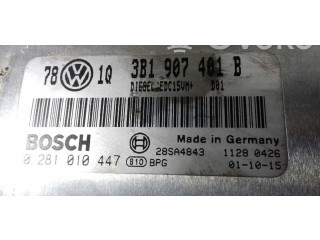 78 1Q 3B1 907 401 B
DIESEL EDC15VM+ D01
BOSCH
Made in Germany
0 281 010 447
810 BPG
28SA4843
1128 0426
01-10-15